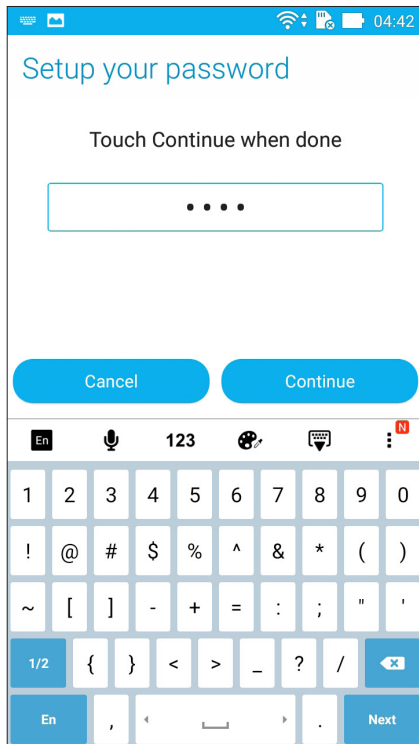 04:42
Setup your password
Touch Continue when done
••••
Cancel Continue
En 123 N
1 2 3 4 5 6 7 8 9 0
! @ # $ % ^ & * ( )
~ [ ] - + = : ; " '
1/2 { } < > _ ? /
En , . Next